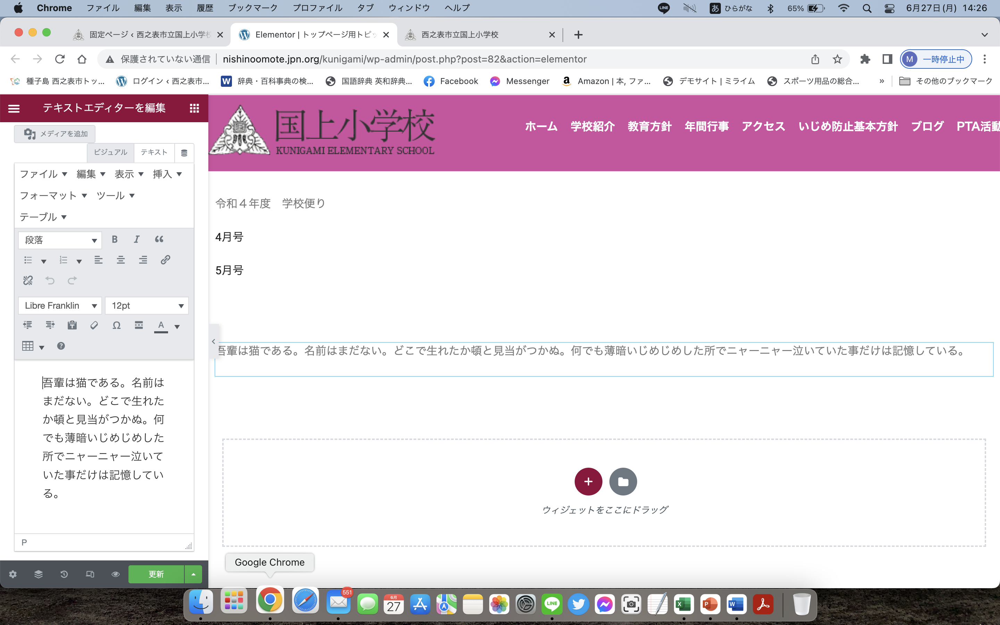 Chrome ファイル 編集 表示 履歴 ブックマーク プロファイル タブ ウィンドウ ヘルプ LINE あ ひらがな 65% 6月27日(月) 14:26
固定ページ ‹ 西之表市立国上小学校 Elementor | トップページ用トピッ 西之表市立国上小学校
保護されていない通信 nishinoomote.jpn.org/kunigami/wp-admin/post.php?post=82&action=elementor M 一時停止中
種子島 西之表市トッ... ログイン ‹ 西之表市... W 辞典・百科事典の検... 国語辞典 英和辞典... Facebook Messenger a Amazon | 本, ファ... デモサイト | ミライム スポーツ用品の総合... » その他のブックマーク
テキストエディターを編集
メディアを追加
ビジュアル テキスト
ファイル 編集 表示 挿入
フォーマット ツール
テーブル
段落 B I
Libre Franklin 12pt
Ω A
?
吾輩は猫である。名前は
まだない。どこで生れた
か頓と見当がつかぬ。何
でも薄暗いじめじめした
所でニャーニャー泣いて
いた事だけは記憶してい
る。
P
更新
国上小学校
KUNIGAMI ELEMENTARY SCHOOL
ホーム 学校紹介 教育方針 年間行事 アクセス いじめ防止基本方針 ブログ PTA活動
令和４年度　学校便り
4月号
5月号
吾輩は猫である。名前はまだない。どこで生れたか頓と見当がつかぬ。何でも薄暗いじめじめした所でニャーニャー泣いていた事だけは記憶している。
ウィジェットをここにドラッグ
Google Chrome
551 6月 27 LINE X P W